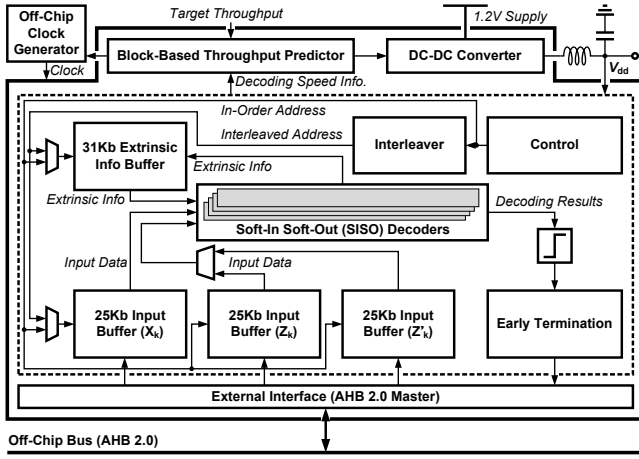 Off-Chip
Clock
Generator
Target Throughput
1.2V Supply
Block-Based Throughput Predictor
DC-DC Converter
Clock
Decoding Speed Info.
Vdd
In-Order Address
Interleaved Address
31Kb Extrinsic
Info Buffer
Interleaver
Control
Extrinsic Info
Extrinsic Info
Decoding Results
Soft-In Soft-Out (SISO) Decoders
Input Data
Input Data
25Kb Input
Buffer (Xk)
25Kb Input
Buffer (Zk)
25Kb Input
Buffer (Z'k)
Early Termination
External Interface (AHB 2.0 Master)
Off-Chip Bus (AHB 2.0)